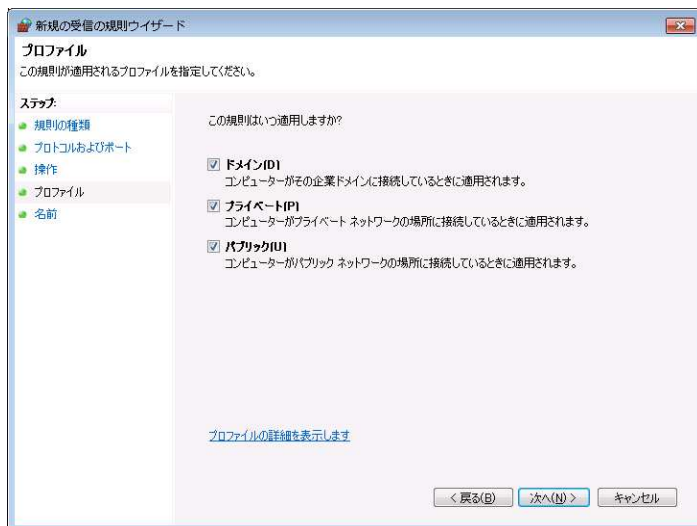 新規の受信の規則ウィザード
プロファイル
この規則が適用されるプロファイルを指定してください。
ステップ:
規則の種類
プロトコルおよびポート
操作
プロファイル
名前
この規則はいつ適用しますか?
ドメイン(D)
コンピューターがその企業ドメインに接続しているときに適用されます。
プライベート(P)
コンピューターがプライベート ネットワークの場所に接続しているときに適用されます。
パブリック(U)
コンピューターがパブリック ネットワークの場所に接続しているときに適用されます。
プロファイルの詳細を表示します
< 戻る(B)
次へ(N) >
キャンセル